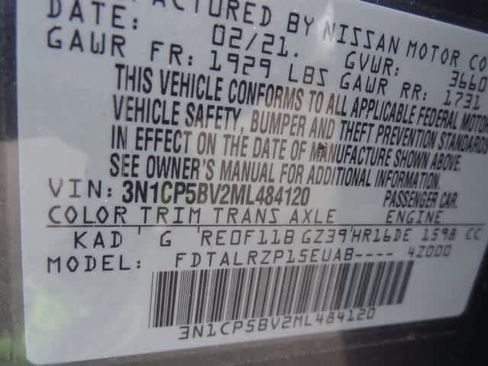 ACTURED BY NISSAN MOTOR CO
DATE: 02/21. GVWR: 3660
GAWR FR: 1929 LBS GAWR RR: 1731
THIS VEHICLE CONFORMS TO ALL APPLICABLE FEDERAL MOTOR
VEHICLE SAFETY, BUMPER AND THEFT PREVENTION STANDARDS
IN EFFECT ON THE DATE OF MANUFACTURE SHOWN ABOVE.
SEE OWNER'S MANUAL FOR ADDITIONAL INFORMATION
VIN: 3N1CP5BV2ML484120 PASSENGER CAR.
COLOR TRIM TRANS AXLE ENGINE
KAD G RE0F11B GZ39 HR16DE 1598 CC
MODEL: FDTALRZP15EUAB---- 4Z000
3N1CP5BV2ML484120